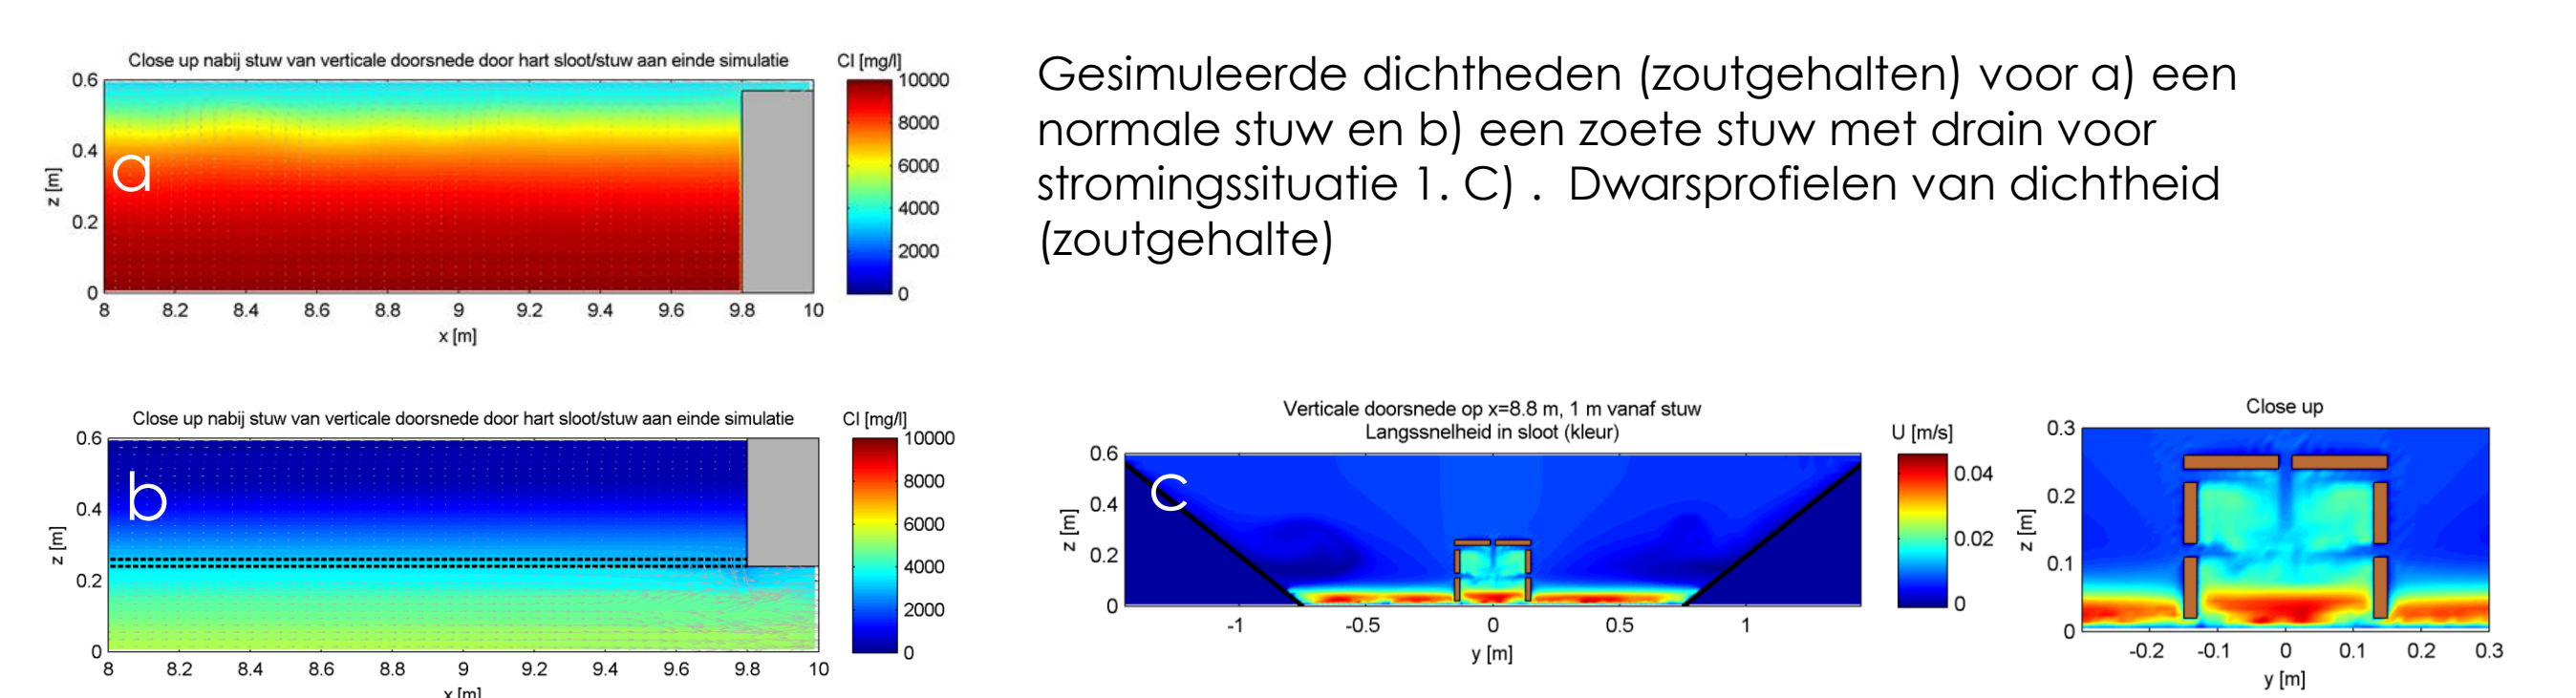 Close up nabij stuw van verticale doorsnede door hart sloot/stuw aan einde simulatie
Cl [mg/l]
0.6
0.4
0.2
0
z [m]
a
8 8.2 8.4 8.6 8.8 9 9.2 9.4 9.6 9.8 10
x [m]
10000
8000
6000
4000
2000
0
Gesimuleerde dichtheden (zoutgehalten) voor a) een
normale stuw en b) een zoete stuw met drain voor
stromingssituatie 1. C) . Dwarsprofielen van dichtheid
(zoutgehalte)
Close up nabij stuw van verticale doorsnede door hart sloot/stuw aan einde simulatie
Cl [mg/l]
0.6
0.4
0.2
0
z [m]
b
8 8.2 8.4 8.6 8.8 9 9.2 9.4 9.6 9.8 10
x [m]
10000
8000
6000
4000
2000
0
Verticale doorsnede op x=8.8 m, 1 m vanaf stuw
Langssnelheid in sloot (kleur)
0.6
0.4
0.2
0
z [m]
C
-1 -0.5 0 0.5 1
y [m]
U [m/s]
0.04
0.02
0
Close up
0.3
0.2
0.1
0
z [m]
-0.2 -0.1 0 0.1 0.2 0.3
y [m]